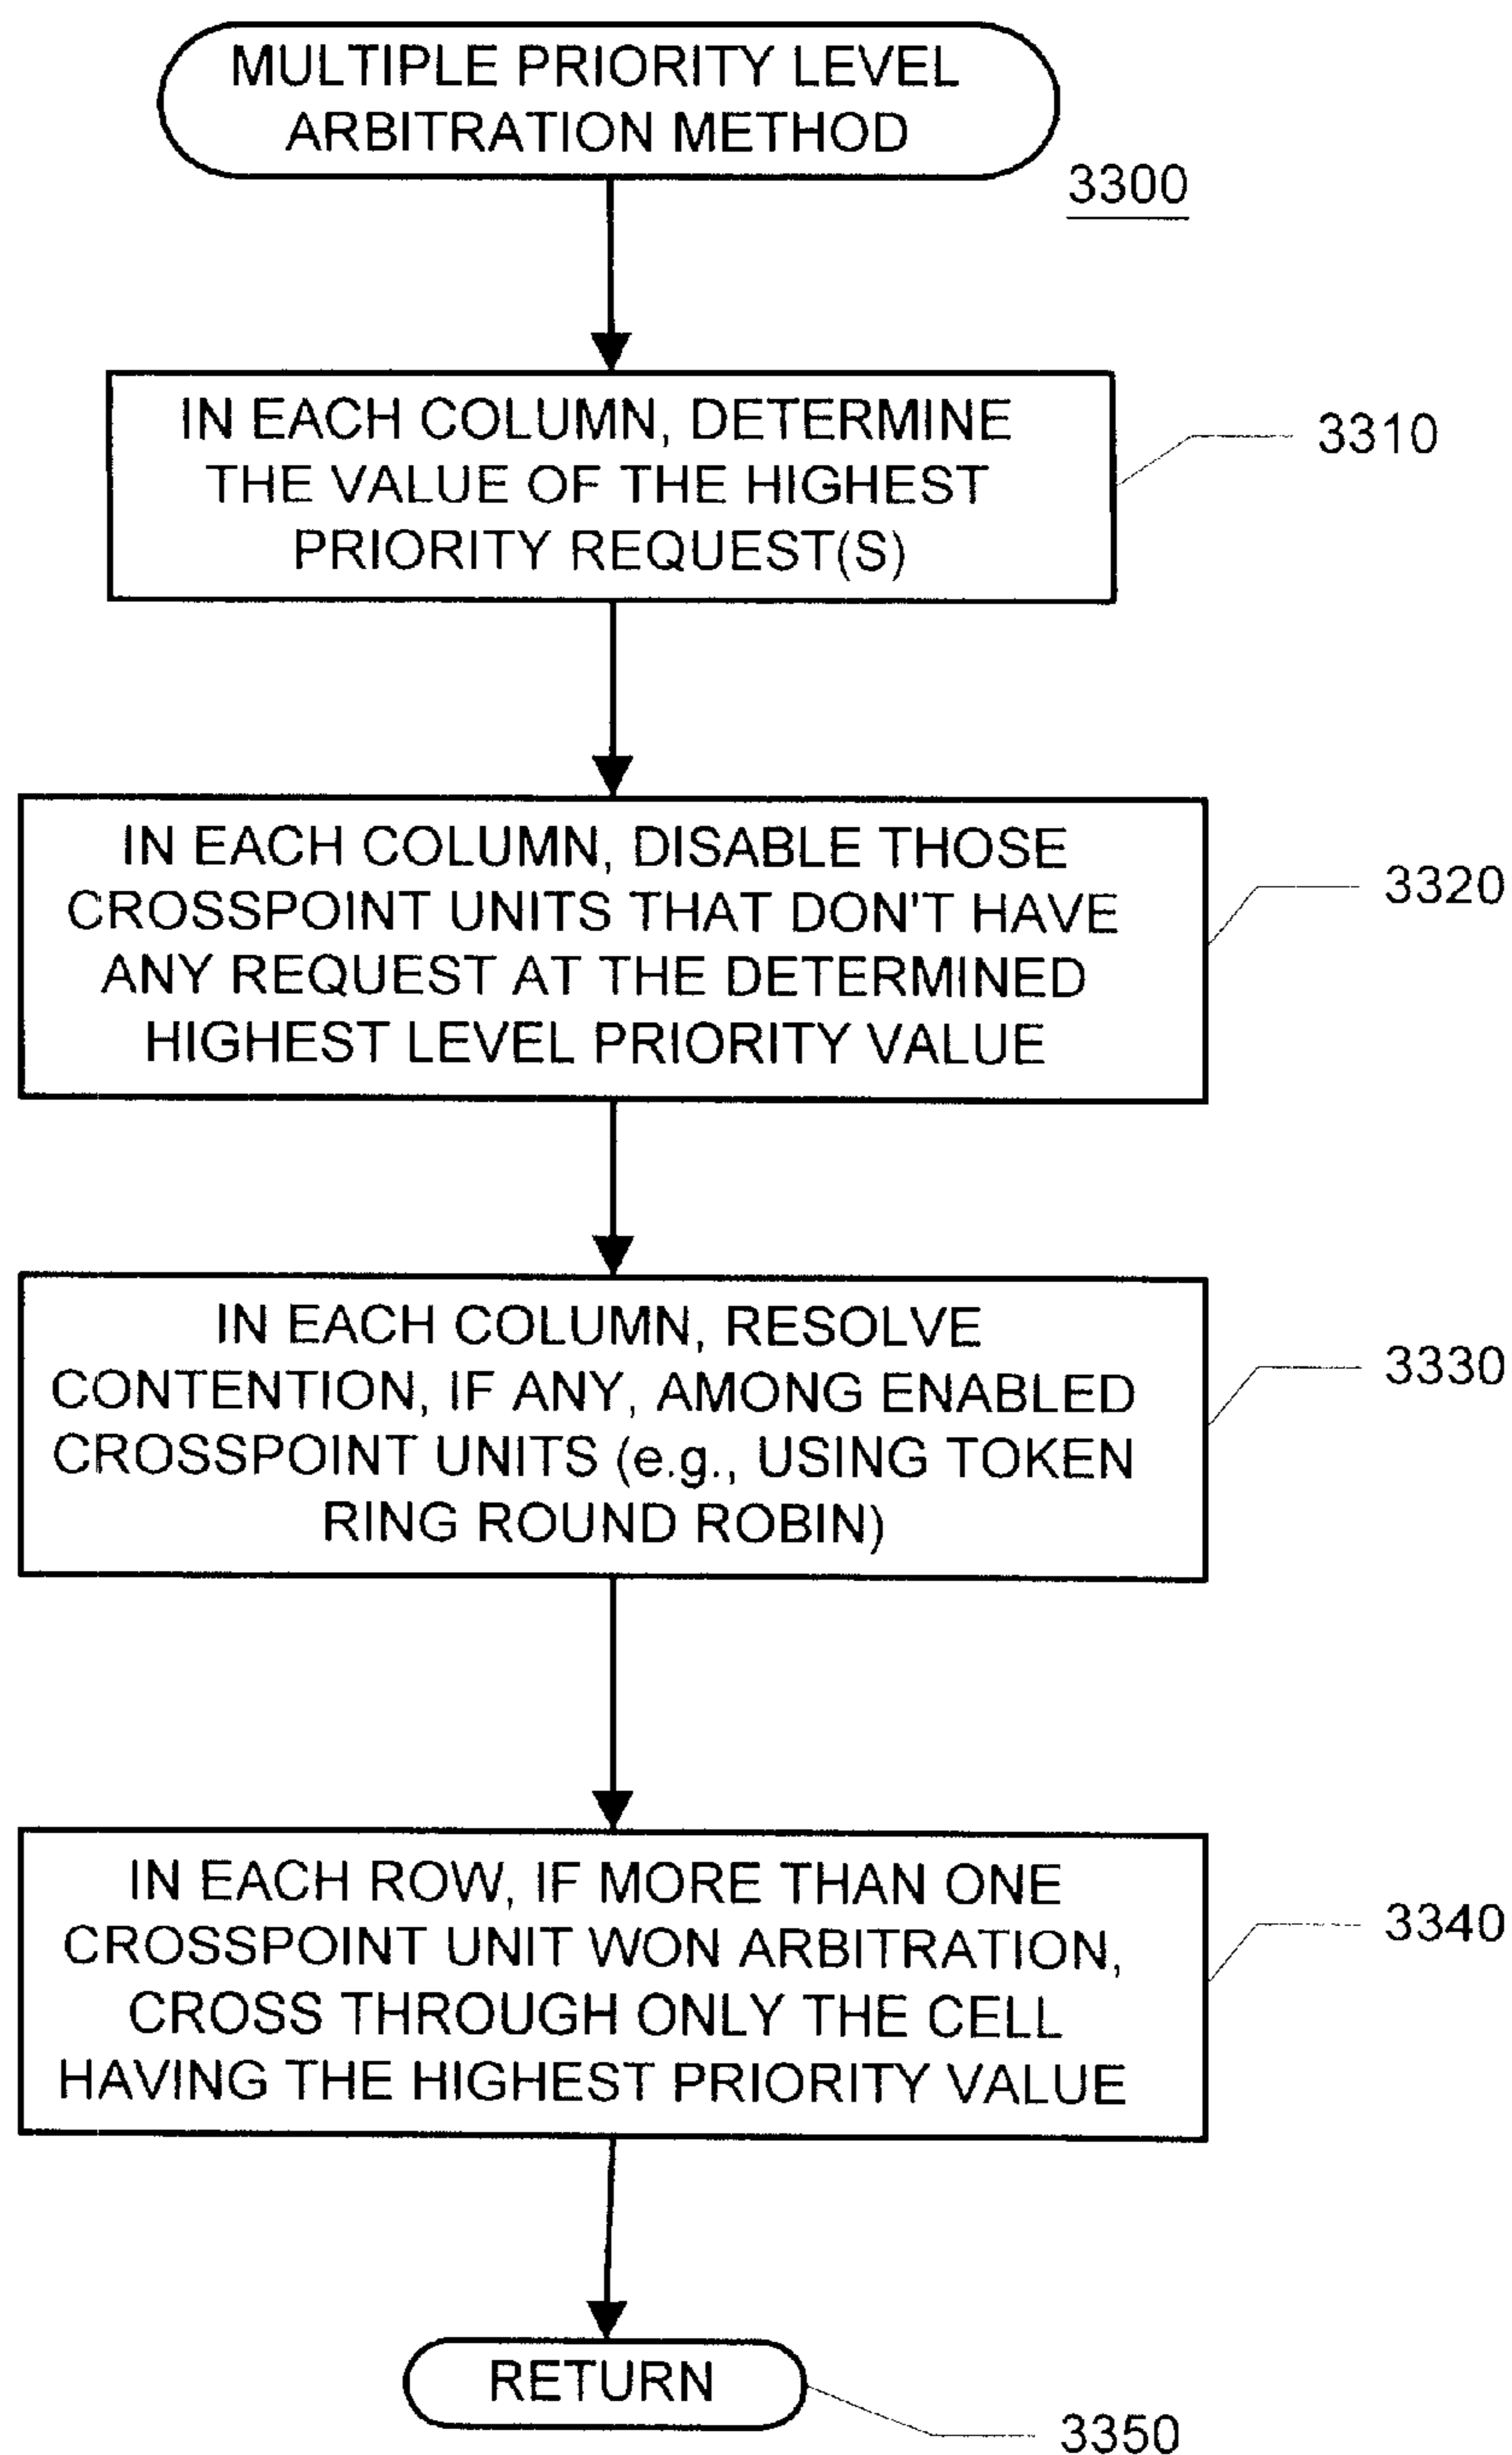 MULTIPLE PRIORITY LEVEL
ARBITRATION METHOD
3300
IN EACH COLUMN, DETERMINE
THE VALUE OF THE HIGHEST
PRIORITY REQUEST(S)
3310
IN EACH COLUMN, DISABLE THOSE
CROSSPOINT UNITS THAT DON'T HAVE
ANY REQUEST AT THE DETERMINED
HIGHEST LEVEL PRIORITY VALUE
3320
IN EACH COLUMN, RESOLVE
CONTENTION, IF ANY, AMONG ENABLED
CROSSPOINT UNITS (e.g., USING TOKEN
RING ROUND ROBIN)
3330
IN EACH ROW, IF MORE THAN ONE
CROSSPOINT UNIT WON ARBITRATION,
CROSS THROUGH ONLY THE CELL
HAVING THE HIGHEST PRIORITY VALUE
3340
RETURN
3350